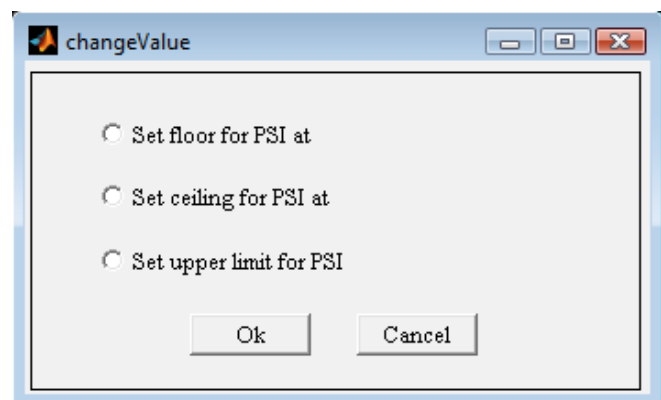 changeValue
Set floor for PSI at
Set ceiling for PSI at
Set upper limit for PSI
Ok Cancel